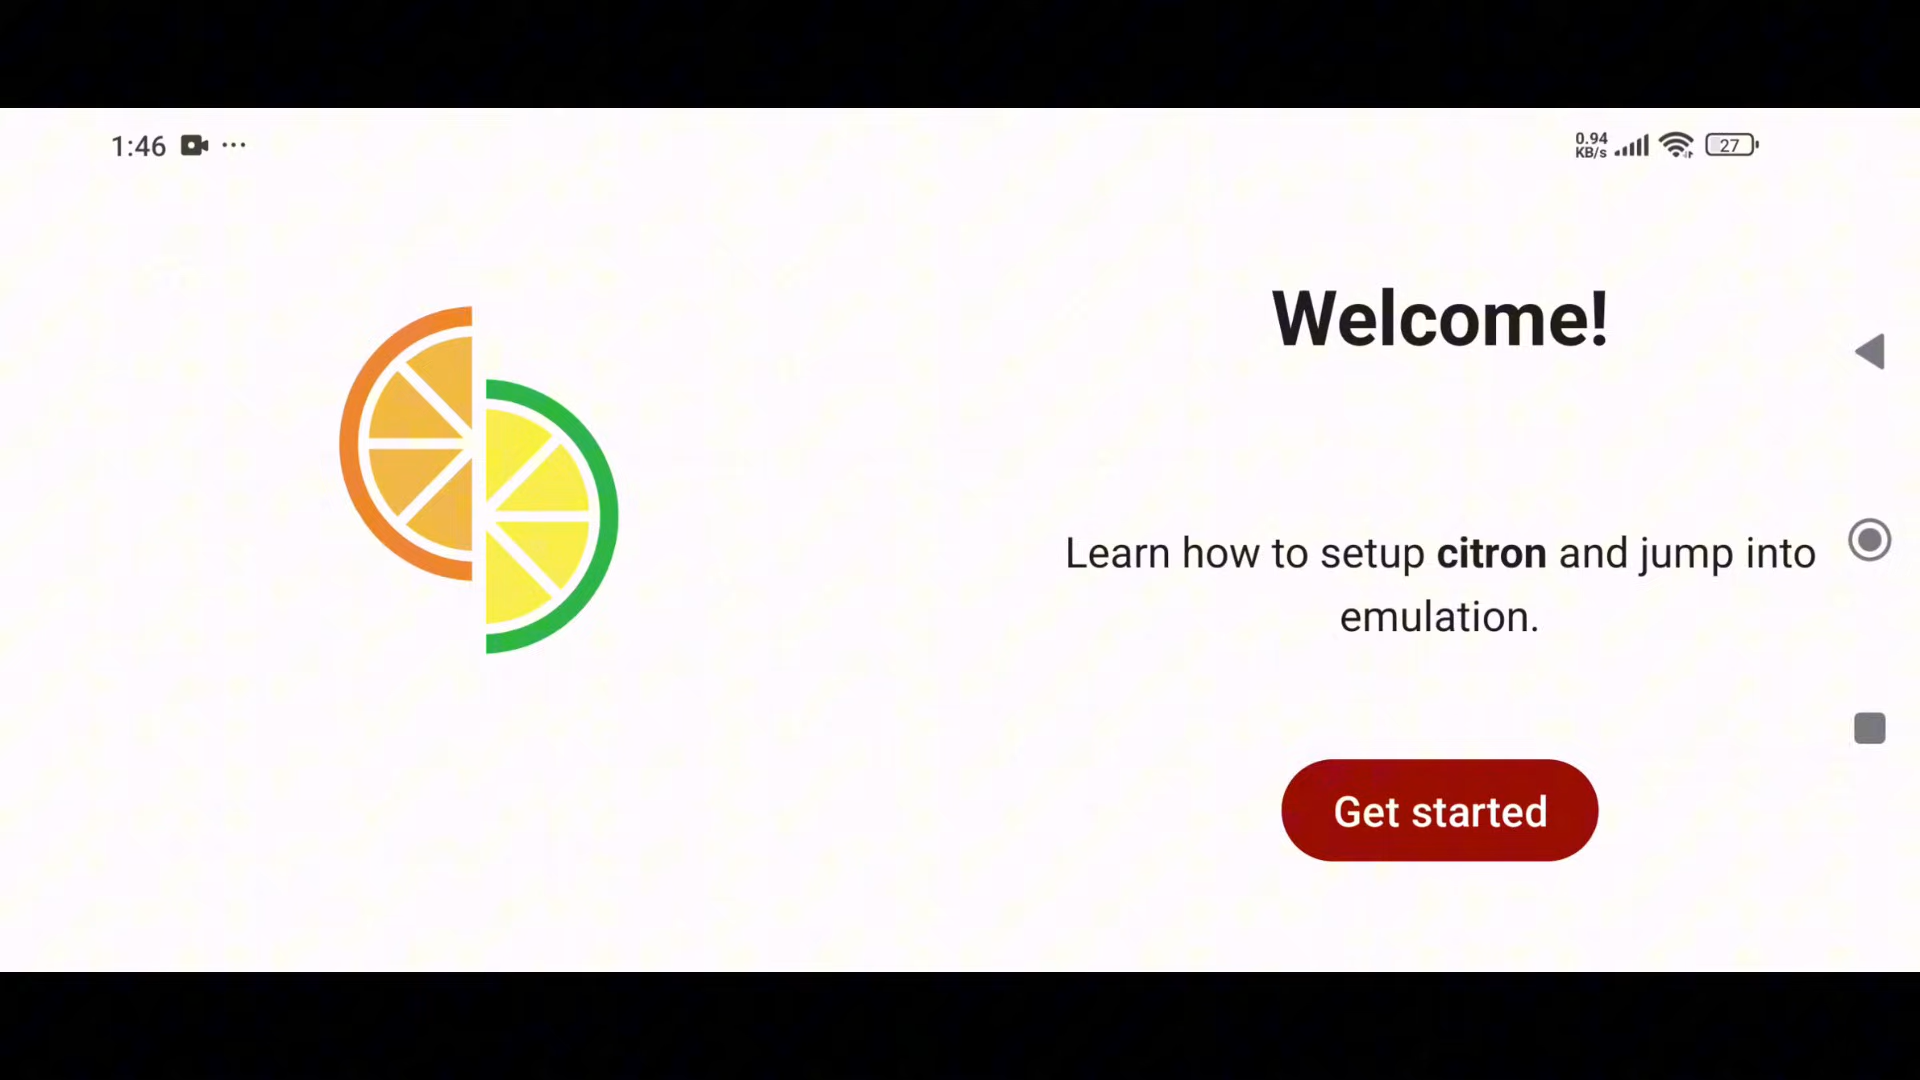 1:46
0.94
KB/s
27
Welcome!
Learn how to setup citron and jump into
emulation.
Get started